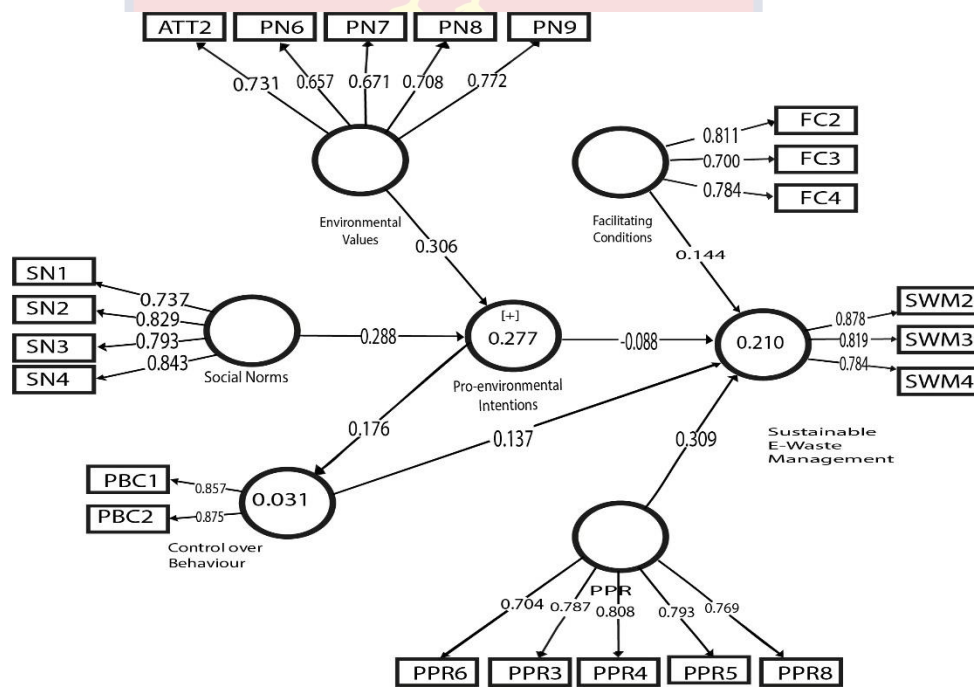 ATT2 PN6 PN7 PN8 PN9
0.731 0.657 0.671 0.708 0.772
0.811 FC2
0.700 FC3
0.784 FC4
Environmental
Values
Facilitating
Conditions
0.306
0.144
SN1 0.737
SN2 0.829
SN3 0.793
SN4 0.843
Social Norms
0.288
[+]
0.277
Pro-environmental
Intentions
-0.088
0.210
0.878 SWM2
0.819 SWM3
0.784 SWM4
Sustainable
E-Waste
Management
0.176
0.137
0.309
PBC1 0.857
PBC2 0.875
0.031
Control over
Behaviour
PPR
0.704 0.787 0.808 0.793 0.769
PPR6 PPR3 PPR4 PPR5 PPR8